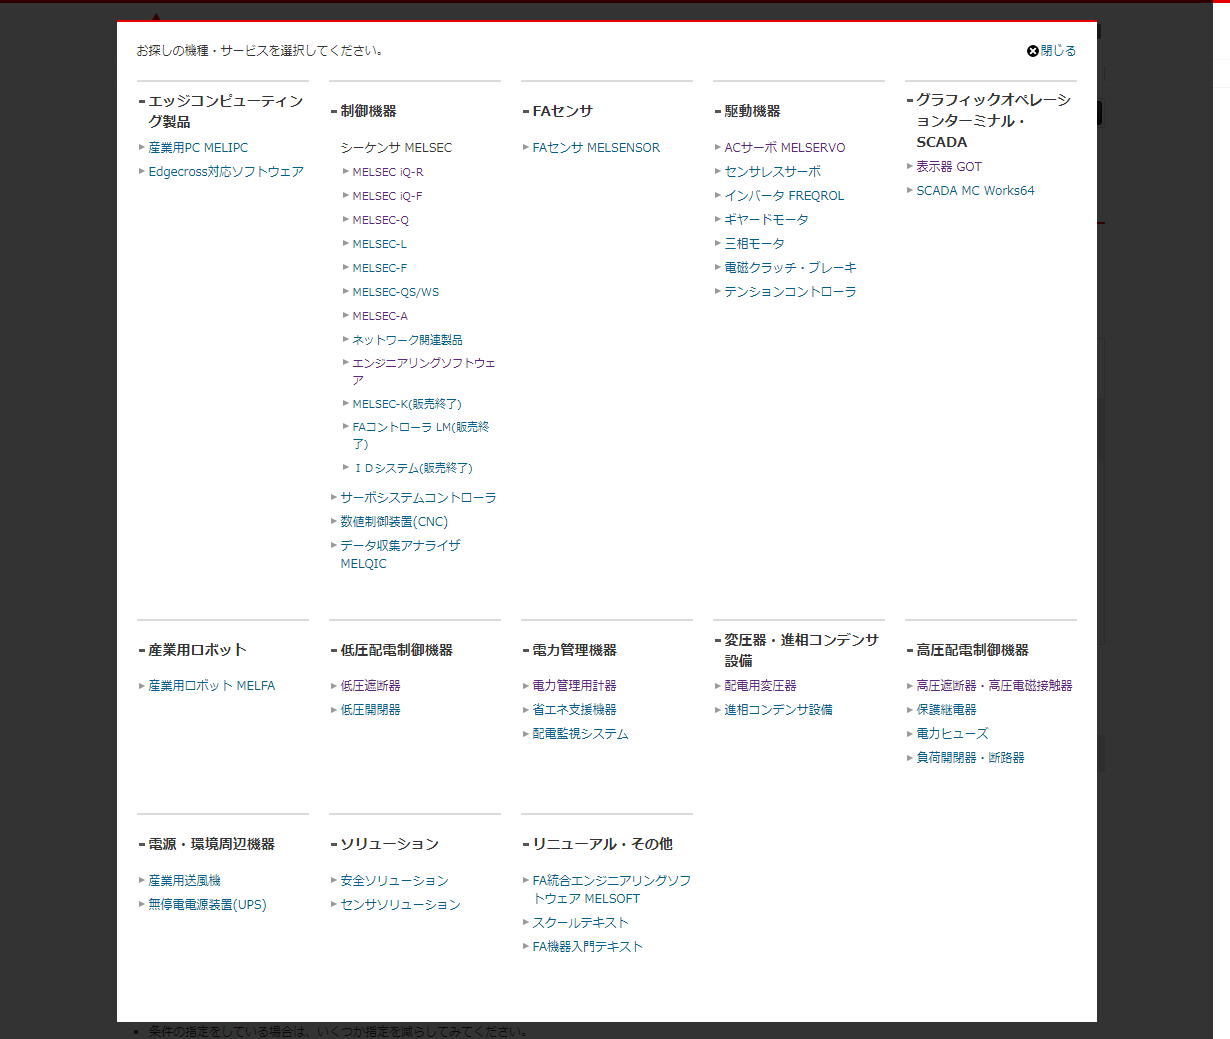 お探しの機種・サービスを選択してください。
閉じる
エッジコンピューティン
グ製品
産業用PC MELIPC
Edgecross対応ソフトウェア
制御機器
シーケンサ MELSEC
MELSEC iQ-R
MELSEC iQ-F
MELSEC-Q
MELSEC-L
MELSEC-F
MELSEC-QS/WS
MELSEC-A
ネットワーク関連製品
エンジニアリングソフトウェ
ア
MELSEC-K(販売終了)
FAコントローラ LM(販売終
了)
ＩＤシステム(販売終了)
サーボシステムコントローラ
数値制御装置(CNC)
データ収集アナライザ
MELQIC
FAセンサ
FAセンサ MELSENSOR
駆動機器
ACサーボ MELSERVO
センサレスサーボ
インバータ FREQROL
ギヤードモータ
三相モータ
電磁クラッチ・ブレーキ
テンションコントローラ
グラフィックオペレーシ
ョンターミナル・
SCADA
表示器 GOT
SCADA MC Works64
産業用ロボット
産業用ロボット MELFA
低圧配電制御機器
低圧遮断器
低圧開閉器
電力管理機器
電力管理用計器
省エネ支援機器
配電監視システム
変圧器・進相コンデンサ
設備
配電用変圧器
進相コンデンサ設備
高圧配電制御機器
高圧遮断器・高圧電磁接触器
保護継電器
電力ヒューズ
負荷開閉器・断路器
電源・環境周辺機器
産業用送風機
無停電電源装置(UPS)
ソリューション
安全ソリューション
センサソリューション
リニューアル・その他
FA統合エンジニアリングソフ
トウェア MELSOFT
スクールテキスト
FA機器入門テキスト
条件の指定をしている場合は、いくつか指定を減らしてみてください。